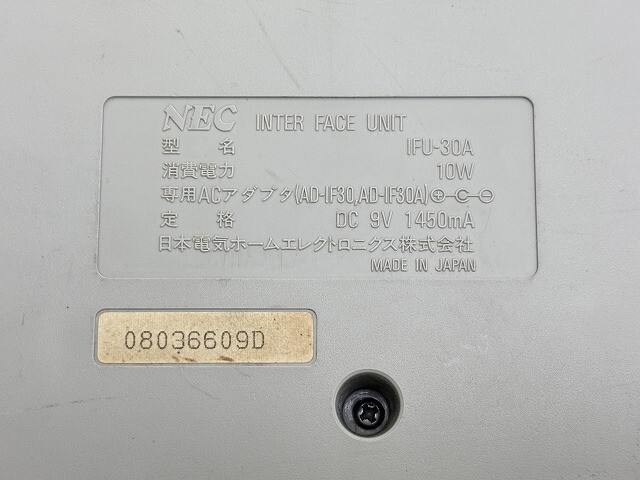 NEC INTER FACE UNIT
型名 IFU-30A
消費電力 10W
専用ACアダプタ(AD-IF30,AD-IF30A)⊕-C-⊖
定格 DC 9V 1450mA
日本電気ホームエレクトロニクス株式会社
MADE IN JAPAN
08036609D